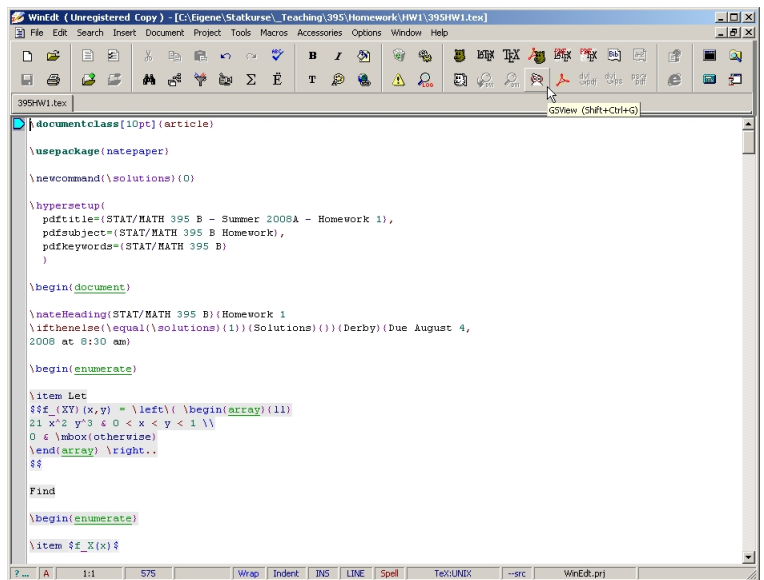 WinEdt ( Unregistered Copy ) - [C:\Eigene\Statkurse\_Teaching\395\Homework\HW1\395HW1.tex]
File Edit Search Insert Document Project Tools Macros Accessories Options Window Help
395HW1.tex
GSView (Shift+Ctrl+G)
\documentclass[10pt]{article}
\usepackage{natepaper}
\newcommand{\solutions}{0}
\hypersetup{
pdftitle={STAT/MATH 395 B - Summer 2008A - Homework 1},
pdfsubject={STAT/MATH 395 B Homework},
pdfkeywords={STAT/MATH 395 B}
}
\begin{document}
\nateHeading{STAT/MATH 395 B}{Homework 1
\ifthenelse{\equal{\solutions}{1}}{Solutions}{}}{Derby}{Due August 4,
2008 at 8:30 am}
\begin{enumerate}
\item Let
$$f_{XY}(x,y) = \left\{ \begin{array}{ll}
21 x^2 y^3 & 0 < x < y < 1 \\
0 & \mbox{otherwise}
\end{array} \right..
$$
Find
\begin{enumerate}
\item $f_X(x)$
? ... A 1:1 575 Wrap Indent INS LINE Spell TeX:UNIX --src WinEdt.prj